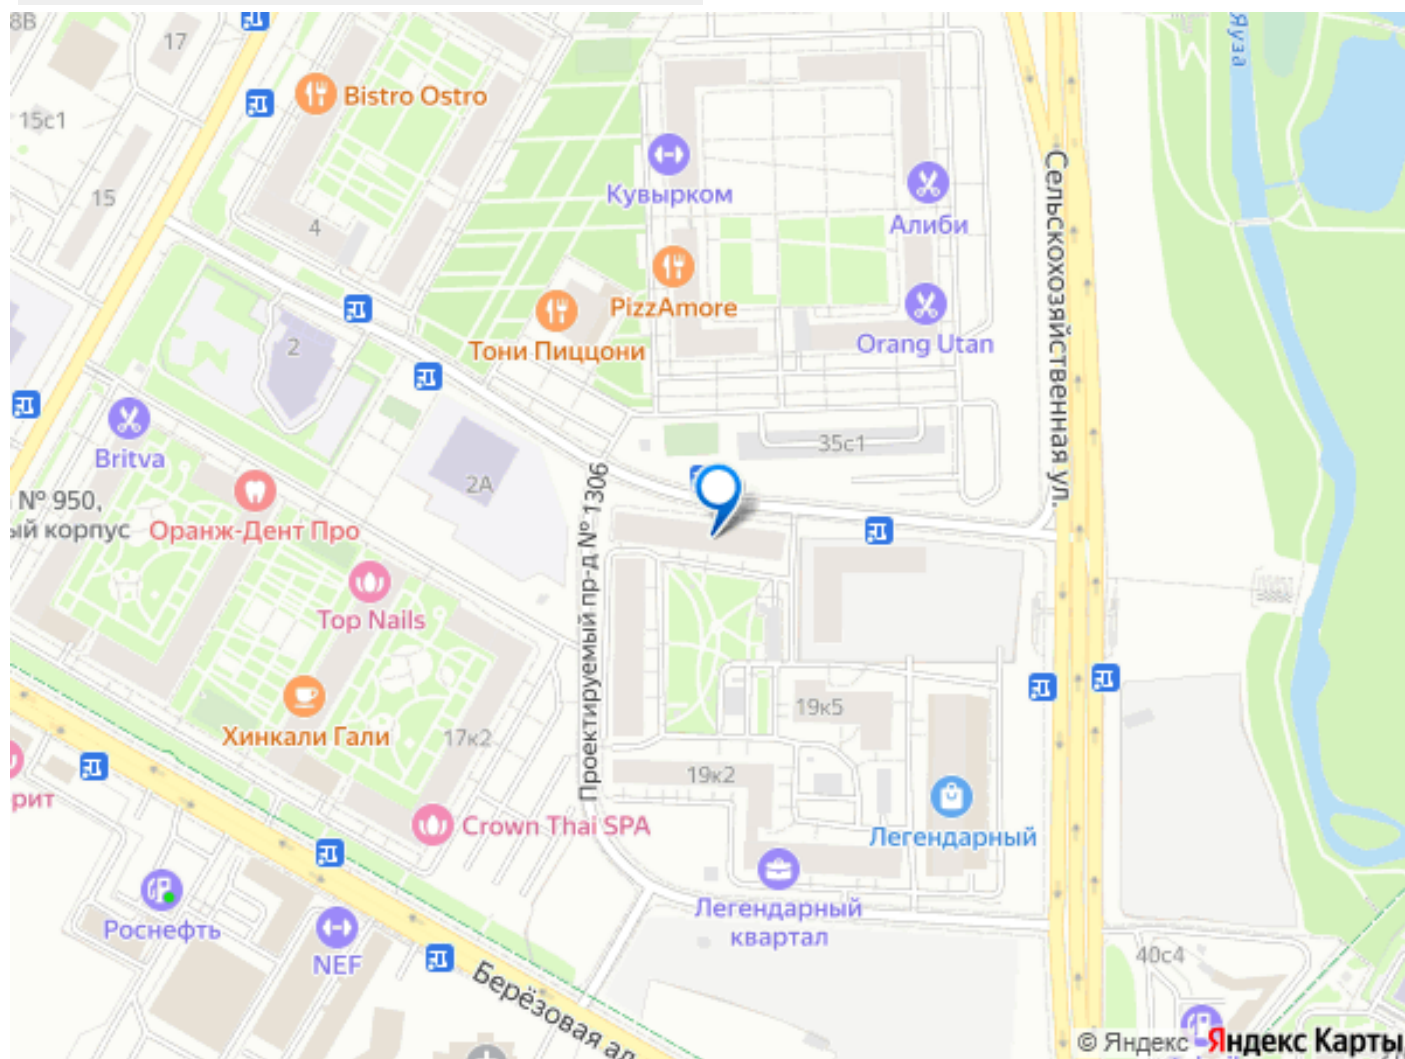 8В
17
Яуза
Bistro Ostro
15с1
Кувырком
Алиби
15
4
Сельскохозяйственная ул.
PizzAmore
Тони Пиццони
Orang Utan
2
Britva
35с1
2А
№ 950,
ый корпус
Оранж-Дент Про
Проектируемый пр-д № 1306
Top Nails
19к5
Хинкали Гали
17к2
19к2
рит
Crown Thai SPA
Легендарный
Роснефть
Легендарный
квартал
NEF
40с4
Берёзовая ал
© Яндекс Яндекс Карты